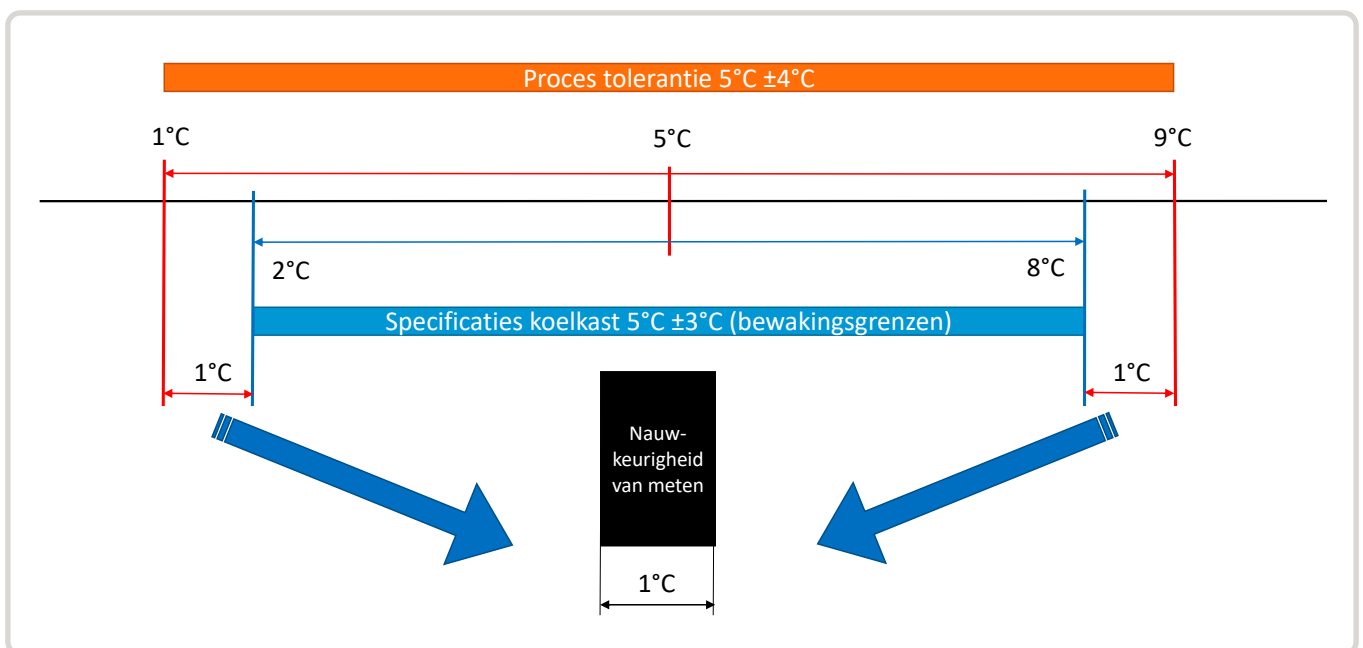 Proces tolerantie 5°C ±4°C
1°C
5°C
9°C
2°C
8°C
Specificaties koelkast 5°C ±3°C (bewakingsgrenzen)
1°C
1°C
Nauw-
keurigheid
van meten
1°C